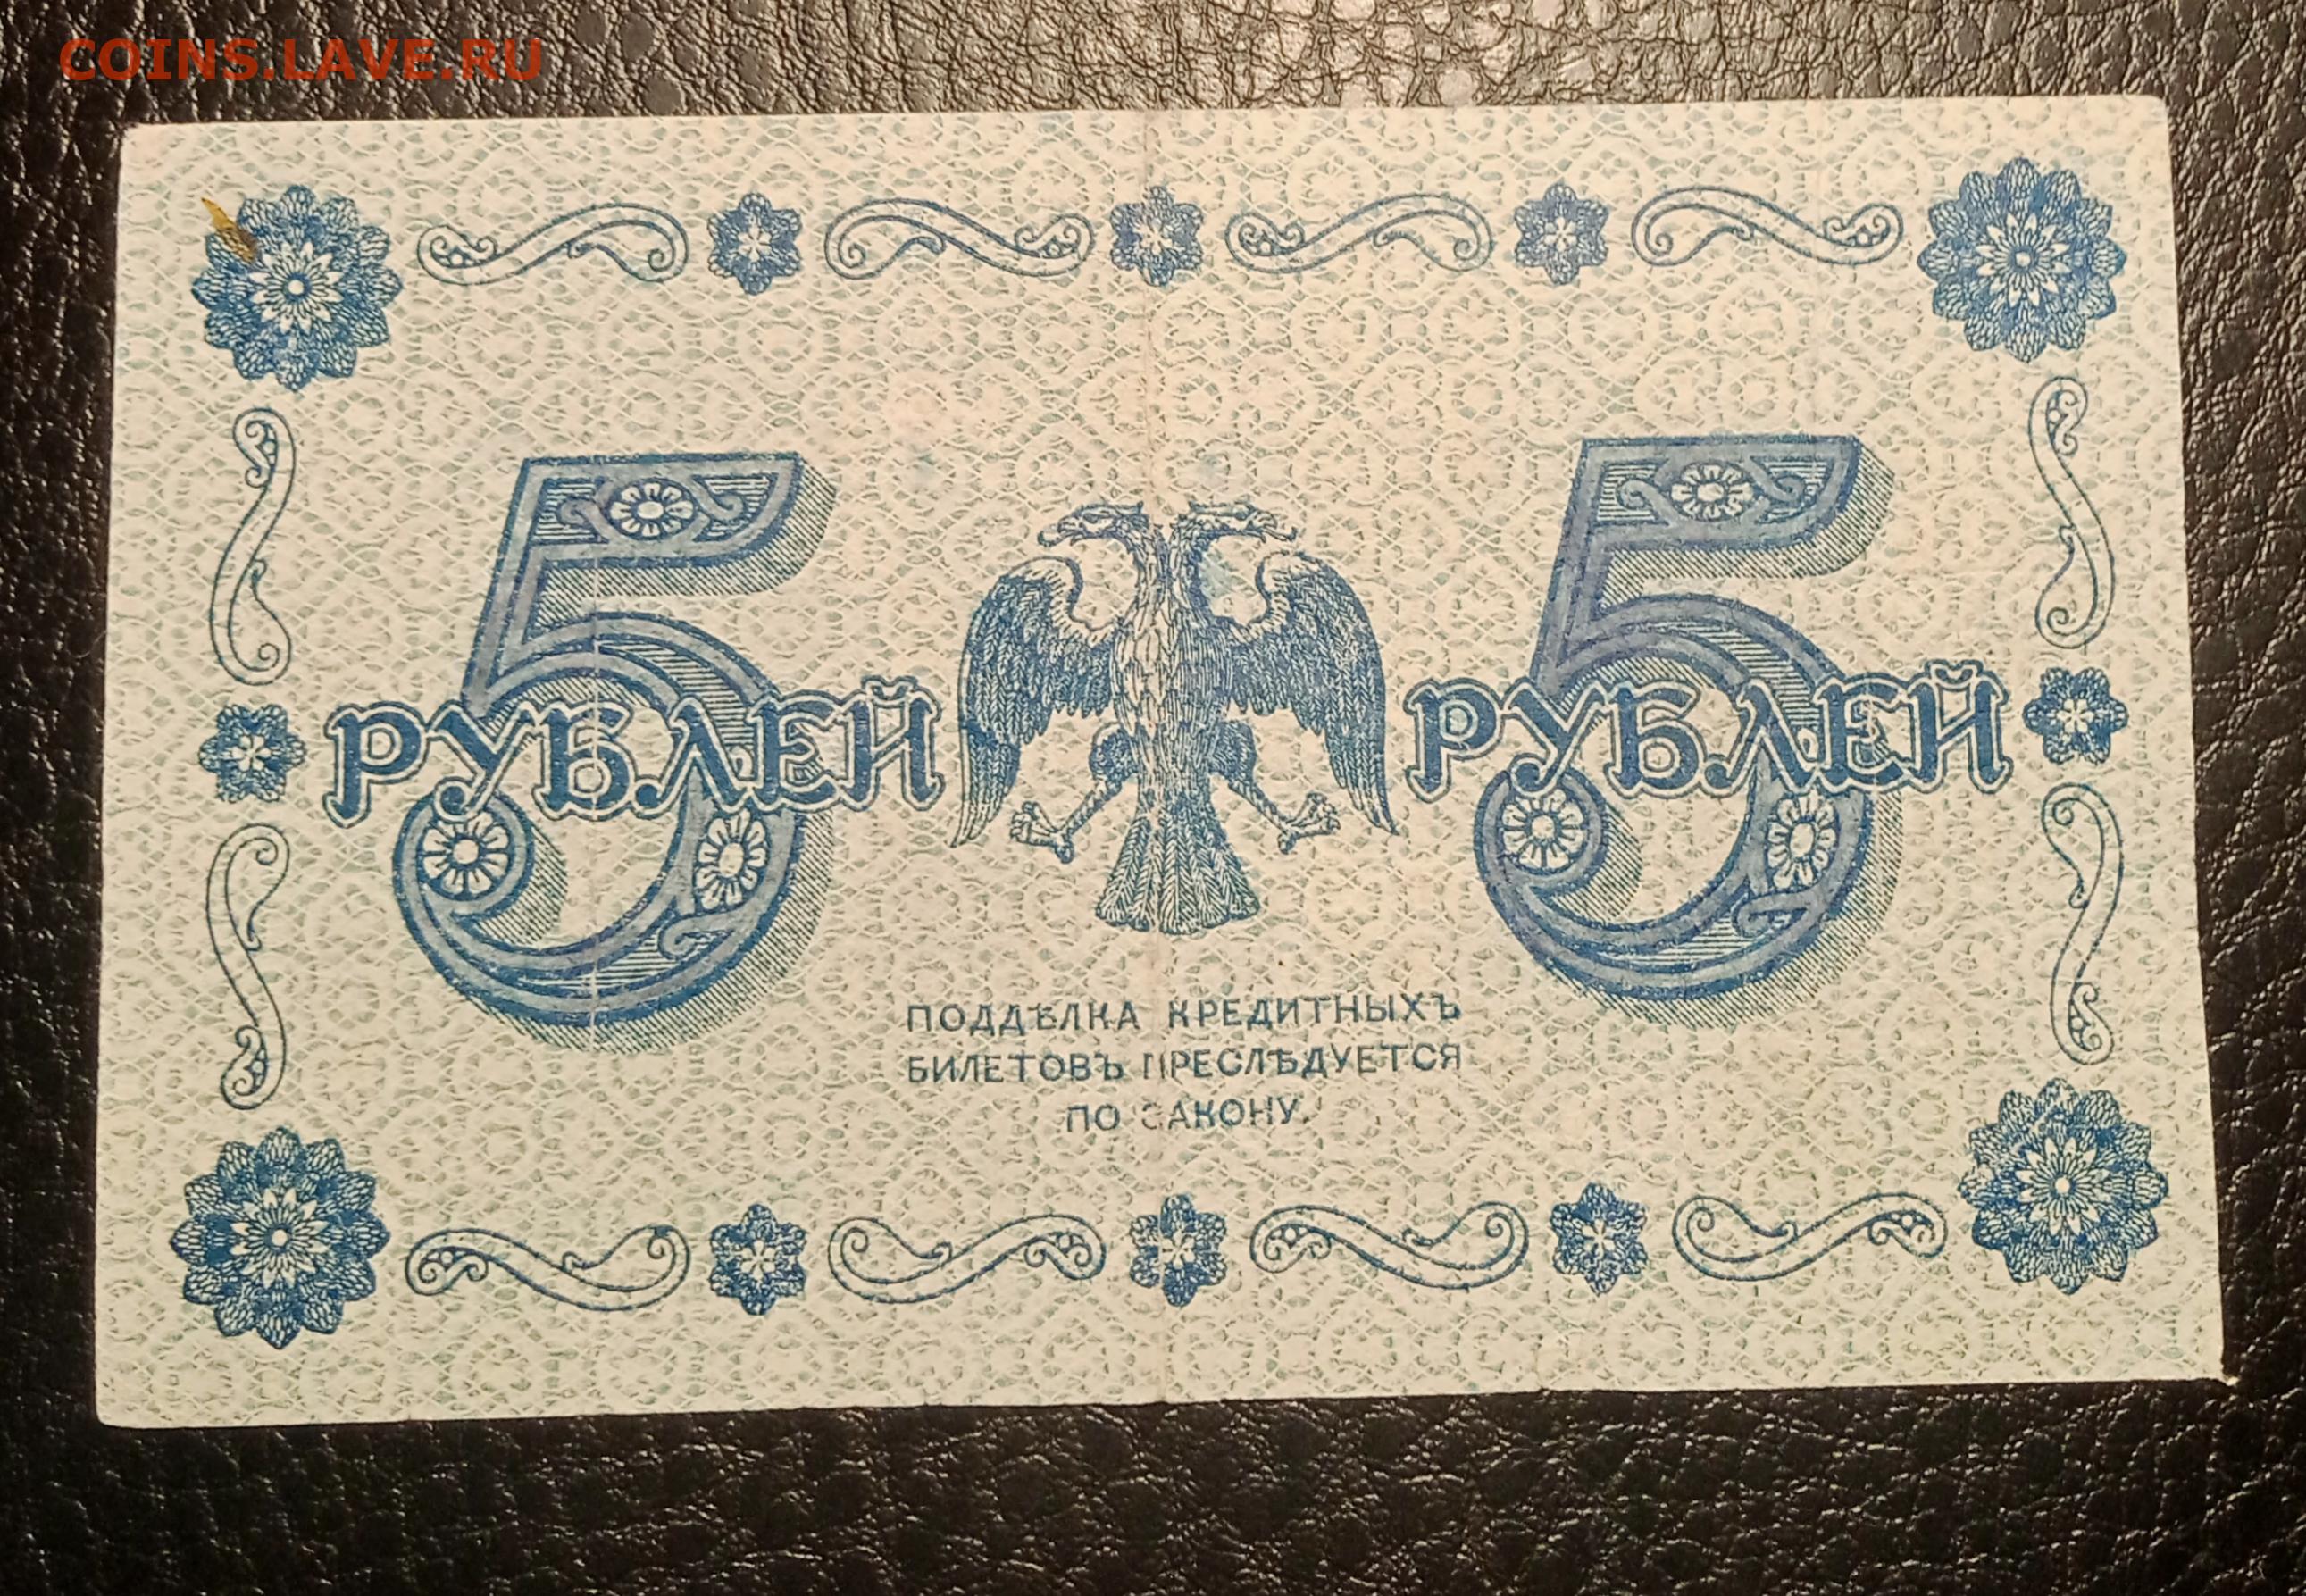 COINS.LAVE.RU
5 5
РУБЛЕЙ РУБЛЕЙ
ПОДДѢЛКА КРЕДИТНЫХЪ
БИЛЕТОВЪ ПРЕСЛѢДУЕТСЯ
ПО ЗАКОНУ.